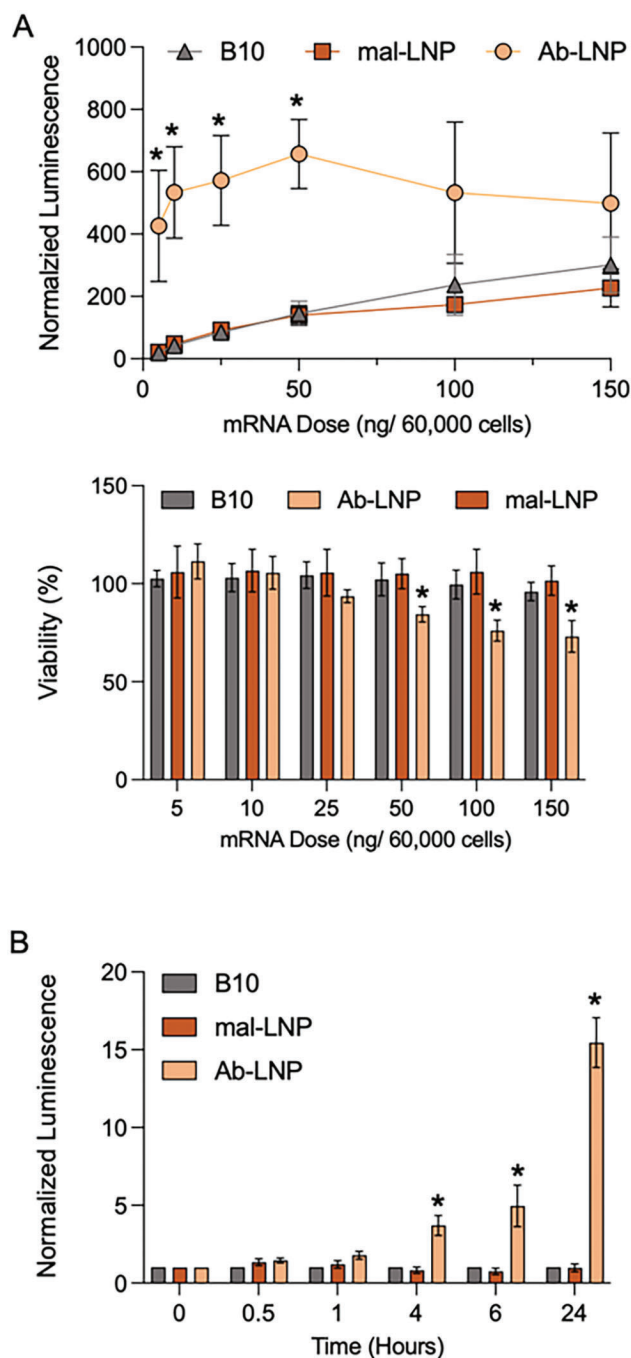 A
B10 mal-LNP Ab-LNP
1000
800
600
400
200
0
Normalzied Luminescence
* * * *
0 50 100 150
mRNA Dose (ng/ 60,000 cells)
B10 Ab-LNP mal-LNP
150
100
50
0
Viability (%)
* * *
5 10 25 50 100 150
mRNA Dose (ng/ 60,000 cells)
B
B10
mal-LNP
Ab-LNP
20
15
10
5
0
Normalized Luminescence
* * *
0 0.5 1 4 6 24
Time (Hours)